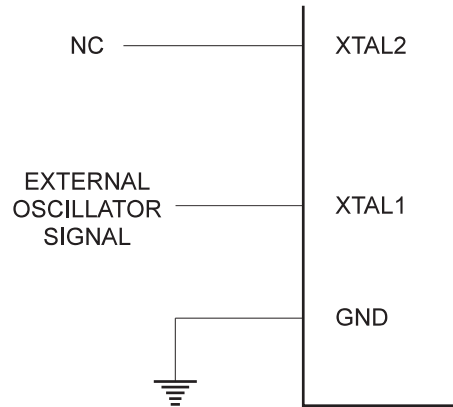 NC
XTAL2
EXTERNAL
OSCILLATOR
SIGNAL
XTAL1
GND